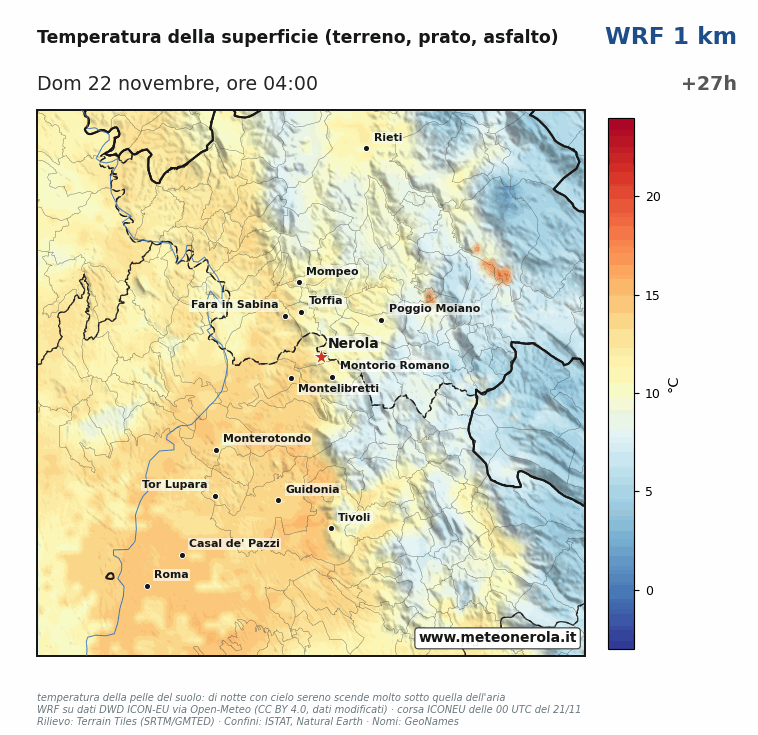 Temperatura della superficie (terreno, prato, asfalto)
WRF 1 km
Dom 22 novembre, ore 04:00
+27h
Rieti
Mompeo
Toffia
Fara in Sabina
Poggio Moiano
Nerola
Montorio Romano
Montelibretti
Monterotondo
Tor Lupara
Guidonia
Tivoli
Casal de' Pazzi
Roma
www.meteonerola.it
20
15
10
5
0
°C
temperatura della pelle del suolo: di notte con cielo sereno scende molto sotto quella dell'aria
WRF su dati DWD ICON-EU via Open-Meteo (CC BY 4.0, dati modificati) · corsa ICONEU delle 00 UTC del 21/11
Rilievo: Terrain Tiles (SRTM/GMTED) · Confini: ISTAT, Natural Earth · Nomi: GeoNames